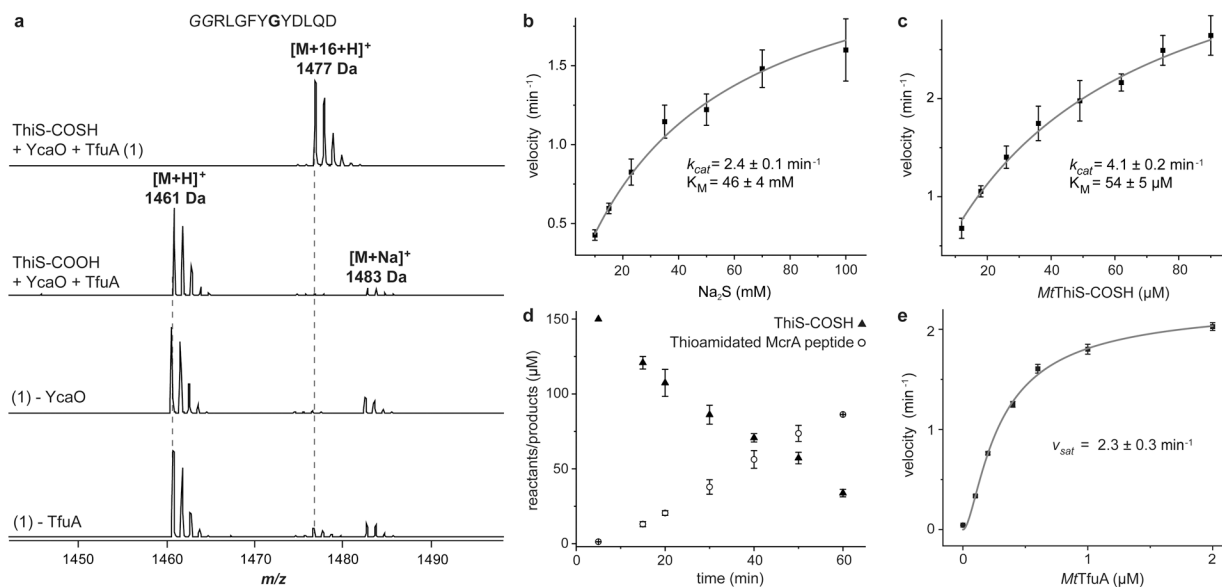 a
GGRLGFYGYDLQD
[M+16+H]+
1477 Da
ThiS-COSH
+ YcaO + TfuA (1)
[M+H]+
1461 Da
ThiS-COOH
+ YcaO + TfuA
[M+Na]+
1483 Da
(1) - YcaO
(1) - TfuA
1450 1460 1470 1480 1490
m/z
b
velocity (min⁻¹)
1.5
1.0
0.5
kcat = 2.4 ± 0.1 min⁻¹
KM = 46 ± 4 mM
20 40 60 80 100
Na₂S (mM)
c
velocity (min⁻¹)
2
1
kcat = 4.1 ± 0.2 min⁻¹
KM = 54 ± 5 µM
20 40 60 80
MtThiS-COSH (µM)
d
reactants/products (µM)
150
100
50
0
ThiS-COSH ▲
Thioamidated McrA peptide ○
0 20 40 60
time (min)
e
velocity (min⁻¹)
2
1
0
vsat = 2.3 ± 0.3 min⁻¹
0 1 2
MtTfuA (µM)